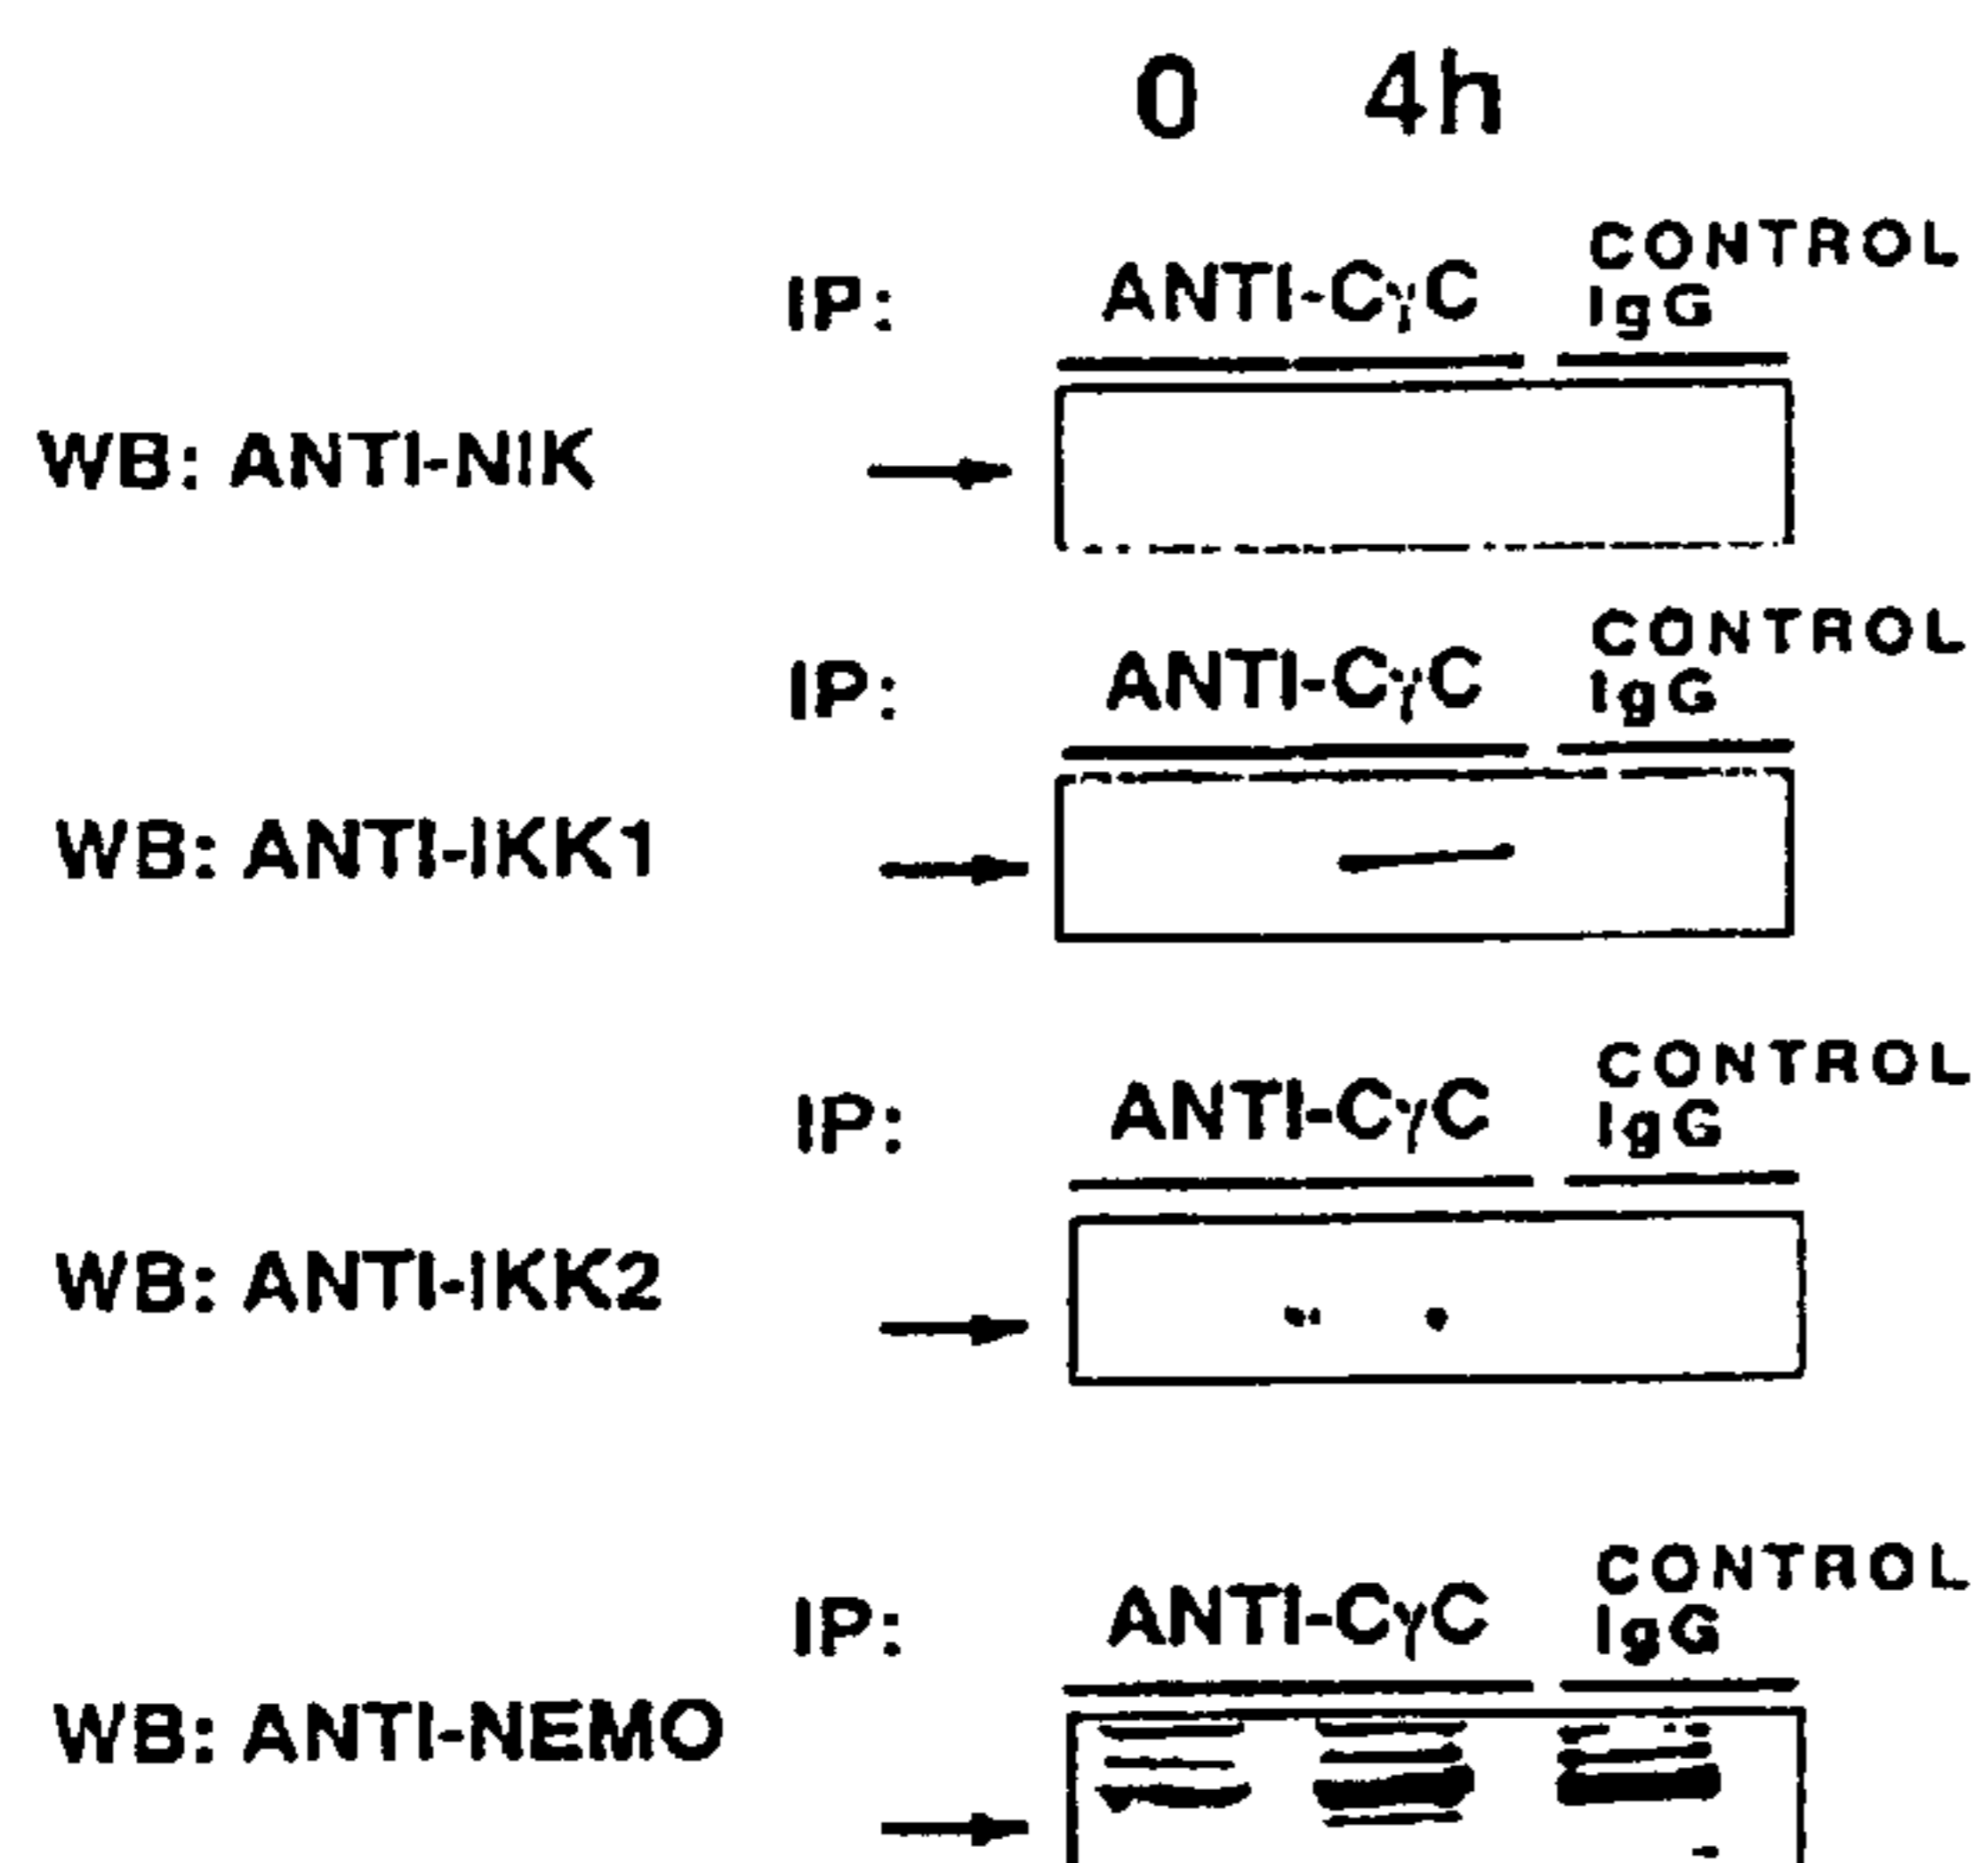 0 4h
IP: ANTI-CγC CONTROL IgG
WB: ANTI-NIK
IP: ANTI-CγC CONTROL IgG
WB: ANTI-IKK1
IP: ANTI-CγC CONTROL IgG
WB: ANTI-IKK2
IP: ANTI-CγC CONTROL IgG
WB: ANTI-NEMO